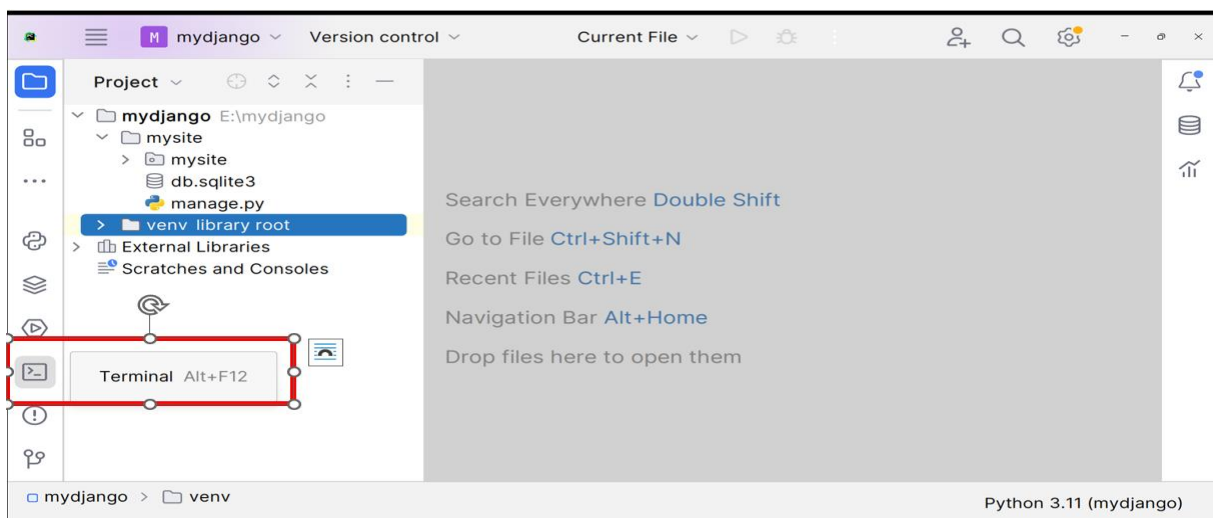 M mydjango Version control Current File
Project
mydjango E:\mydjango
mysite
mysite
db.sqlite3
manage.py
venv library root
External Libraries
Scratches and Consoles
Search Everywhere Double Shift
Go to File Ctrl+Shift+N
Recent Files Ctrl+E
Navigation Bar Alt+Home
Drop files here to open them
Terminal Alt+F12
mydjango > venv
Python 3.11 (mydjango)